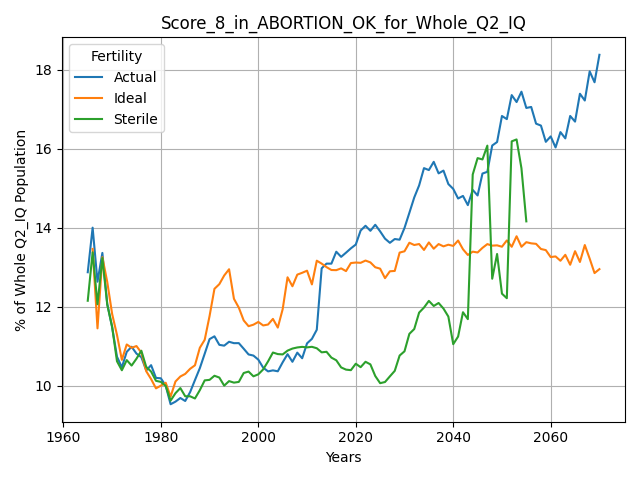 Score_8_in_ABORTION_OK_for_Whole_Q2_IQ
Fertility
Actual
Ideal
Sterile
% of Whole Q2_IQ Population
18
16
14
12
10
1960 1980 2000 2020 2040 2060
Years